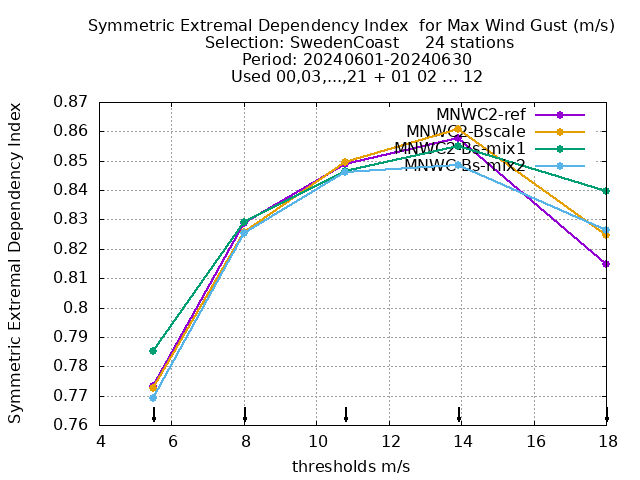 Symmetric Extremal Dependency Index  for Max Wind Gust (m/s)
Selection: SwedenCoast     24 stations
Period: 20240601-20240630
Used 00,03,...,21 + 01 02 ... 12
Symmetric Extremal Dependency Index
0.87
0.86
0.85
0.84
0.83
0.82
0.81
0.8
0.79
0.78
0.77
0.76
MNWC2-ref
MNWC2-Bscale
MNWC2-Bs-mix1
MNWC-Bs-mix2
4 6 8 10 12 14 16 18
thresholds m/s